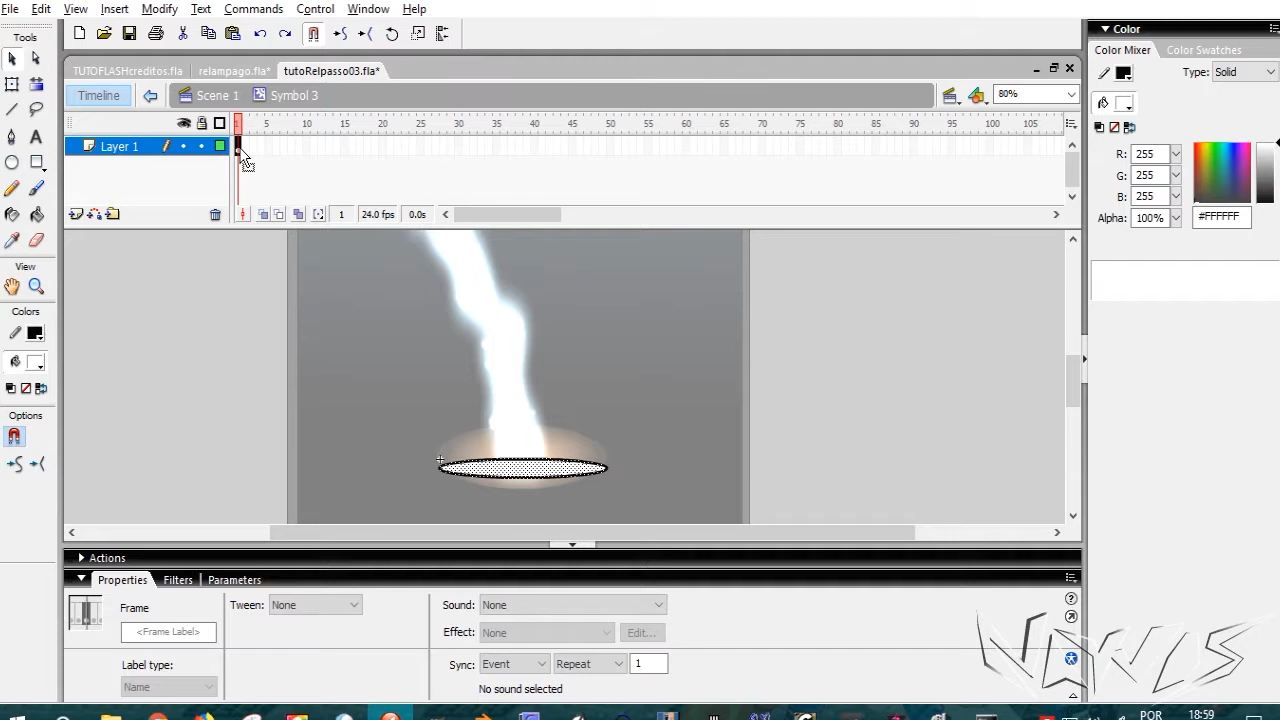 File Edit View Insert Modify Text Commands Control Window Help
Tools
TUTOFLASHcreditos.fla relampago.fla* tutoRelpasso03.fla*
Timeline Scene 1 Symbol 3 80%
1 5 10 15 20 25 30 35 40 45 50 55 60 65 70 75 80 85 90 95 100 105
Layer 1
1 24.0 fps 0.0s
View
Colors
Options
Color
Color Mixer Color Swatches
Type: Solid
R: 255
G: 255
B: 255
Alpha: 100% #FFFFFF
Actions
Properties Filters Parameters
Frame Tween: None Sound: None
<Frame Label> Effect: None Edit...
Label type: Sync: Event Repeat 1
Name No sound selected
POR 18:59